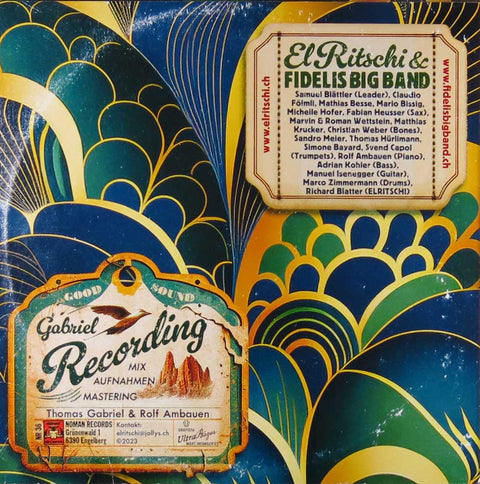 El Ritschi &
FIDELIS BIG BAND
Samuel Blättler (Leader), Claudio
Föllmi, Mathias Besse, Mario Bissig,
Michelle Hofer, Fabian Heusser (Sax),
Marvin & Roman Wettstein, Matthias
Krucker, Christian Weber (Bones),
Sandro Meier, Thomas Hürlimann,
Simone Bayard, Svend Capol
(Trumpets), Rolf Ambauen (Piano),
Adrian Kohler (Bass),
Manuel Isenegger (Guitar),
Marco Zimmermann (Drums),
Richard Blatter (ELRITSCHI)
www.elritschi.ch
www.fidelisbigband.ch
GOOD SOUND
Gabriel
Recording
MIX
AUFNAHMEN
MASTERING
Thomas Gabriel & Rolf Ambauen
NR 36
NOMAN RECORDS
Grünenwald 1
6390 Engelberg
Kontakt:
elritschi@jollys.ch
©2023